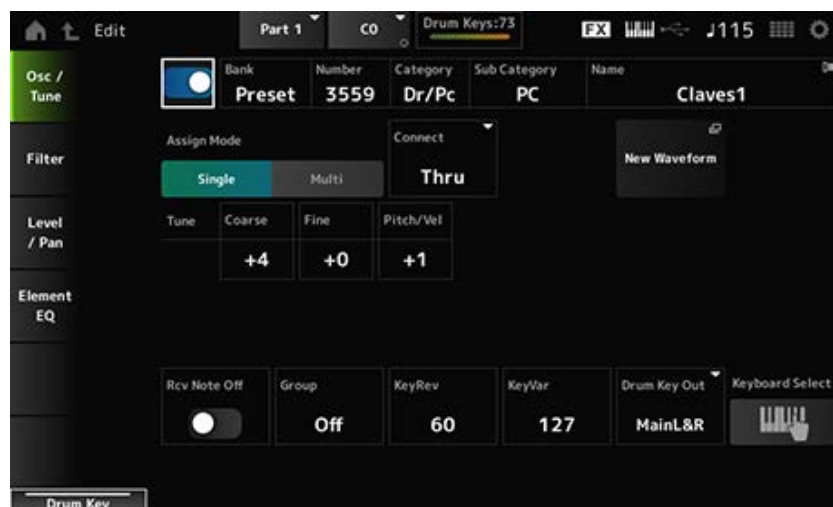 Edit
Part 1
C0
Drum Keys:73
FX
♩115
Osc /
Tune
Filter
Level
/ Pan
Element
EQ
Bank
Preset
Number
3559
Category
Dr/Pc
Sub Category
PC
Name
Claves1
Assign Mode
Single
Multi
Connect
Thru
New Waveform
Tune
Coarse
+4
Fine
+0
Pitch/Vel
+1
Rcv Note Off
Group
Off
KeyRev
60
KeyVar
127
Drum Key Out
MainL&R
Keyboard Select
Drum Key